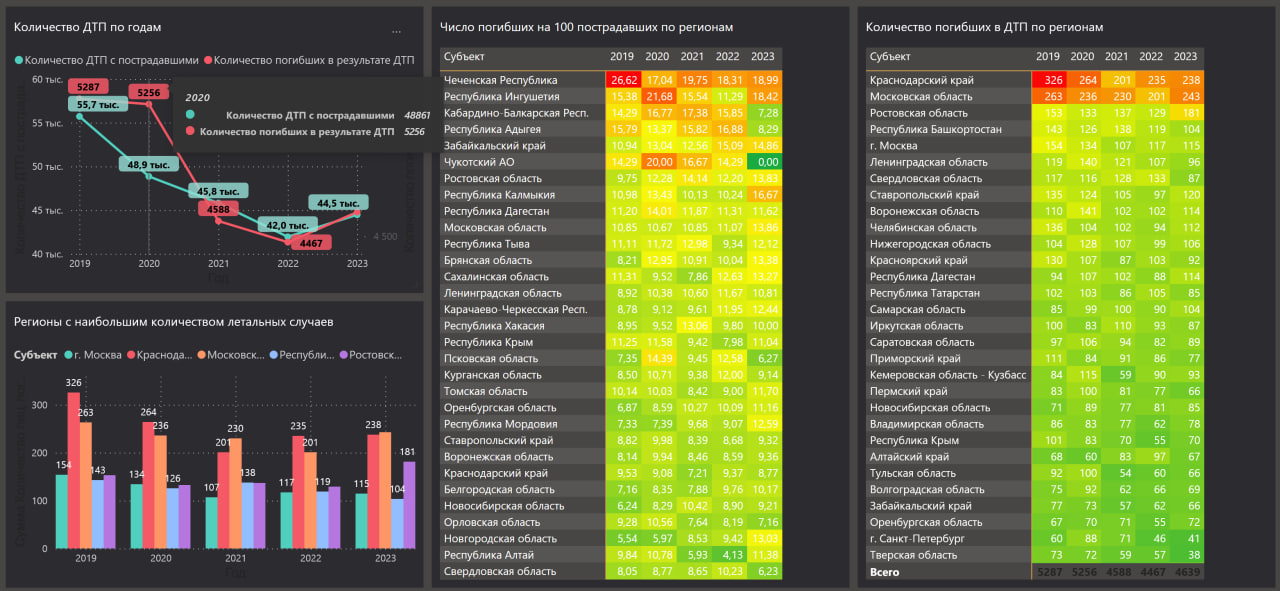 Количество ДТП по годам
...
Количество ДТП с пострадавшими Количество погибших в результате ДТП
60 тыс.
55 тыс.
50 тыс.
45 тыс.
40 тыс.
5287
5256
55,7 тыс.
48,9 тыс.
45,8 тыс.
4588
42,0 тыс.
4467
44,5 тыс.
4 500
2020
Количество ДТП с пострадавшими 48861
Количество погибших в результате ДТП 5256
2019 2020 2021 2022 2023
Год
Регионы с наибольшим количеством летальных случаев
Субъект г. Москва Краснода... Московск... Республи... Ростовск...
300
200
100
0
154 326 263 143
134 264 236 126
107 201 230 138
117 235 201 119
115 238 104 181
2019 2020 2021 2022 2023
Год
Число погибших на 100 пострадавших по регионам
Субъект 2019 2020 2021 2022 2023
Чеченская Республика 26,62 17,04 19,75 18,31 18,99
Республика Ингушетия 15,38 21,68 15,54 11,29 18,42
Кабардино-Балкарская Респ. 14,29 16,77 17,38 15,85 7,28
Республика Адыгея 15,79 13,37 15,82 16,88 8,29
Забайкальский край 10,94 13,04 12,56 15,09 14,86
Чукотский АО 14,29 20,00 16,67 14,29 0,00
Ростовская область 9,75 12,28 14,14 12,20 13,83
Республика Калмыкия 10,98 13,43 10,13 10,24 16,67
Республика Дагестан 11,20 14,01 11,87 11,31 11,62
Московская область 10,85 10,67 10,85 11,07 13,86
Республика Тыва 11,11 11,72 12,98 9,34 12,12
Брянская область 8,21 12,95 10,91 10,04 13,38
Сахалинская область 11,31 9,52 7,86 12,63 13,27
Ленинградская область 8,92 10,38 10,60 11,67 10,81
Карачаево-Черкесская Респ. 8,78 9,12 9,61 11,95 12,44
Республика Хакасия 8,95 9,52 13,06 9,80 10,00
Республика Крым 11,25 11,58 9,42 7,98 11,04
Псковская область 7,35 14,39 9,45 12,58 6,27
Курганская область 8,50 10,71 9,38 12,00 9,14
Томская область 10,14 10,03 8,42 9,00 11,70
Оренбургская область 6,87 8,59 10,27 10,09 11,16
Республика Мордовия 7,33 7,39 9,68 9,07 12,59
Ставропольский край 8,82 9,98 8,39 8,68 9,32
Воронежская область 8,14 9,94 8,46 8,59 9,36
Краснодарский край 9,53 9,08 7,21 9,37 8,77
Белгородская область 7,16 8,35 7,88 9,76 10,17
Новосибирская область 6,24 8,29 10,42 8,90 9,21
Орловская область 9,28 10,56 7,64 8,19 7,16
Новгородская область 5,54 5,97 8,53 9,42 13,03
Республика Алтай 9,84 10,78 5,93 4,13 11,38
Свердловская область 8,05 8,77 8,65 10,23 6,23
Количество погибших в ДТП по регионам
Субъект 2019 2020 2021 2022 2023
Краснодарский край 326 264 201 235 238
Московская область 263 236 230 201 243
Ростовская область 153 133 137 129 181
Республика Башкортостан 143 126 138 119 104
г. Москва 154 134 107 117 115
Ленинградская область 119 140 121 107 96
Свердловская область 117 116 128 133 87
Ставропольский край 135 124 105 97 120
Воронежская область 110 141 102 102 114
Челябинская область 136 104 102 94 112
Нижегородская область 104 128 107 99 106
Красноярский край 130 107 87 103 92
Республика Дагестан 94 107 102 88 114
Республика Татарстан 102 103 86 105 85
Самарская область 85 99 100 90 104
Иркутская область 100 83 110 93 87
Саратовская область 97 106 94 82 89
Приморский край 111 84 91 86 77
Кемеровская область - Кузбасс 84 115 59 90 93
Пермский край 83 100 81 77 66
Новосибирская область 71 89 77 81 85
Владимирская область 86 83 77 62 78
Республика Крым 101 83 70 55 70
Алтайский край 68 60 83 97 67
Тульская область 92 100 54 60 66
Волгоградская область 75 92 62 66 69
Забайкальский край 77 73 57 62 66
Оренбургская область 67 70 71 55 72
г. Санкт-Петербург 60 88 71 46 41
Тверская область 73 72 59 57 38
Всего 5287 5256 4588 4467 4639